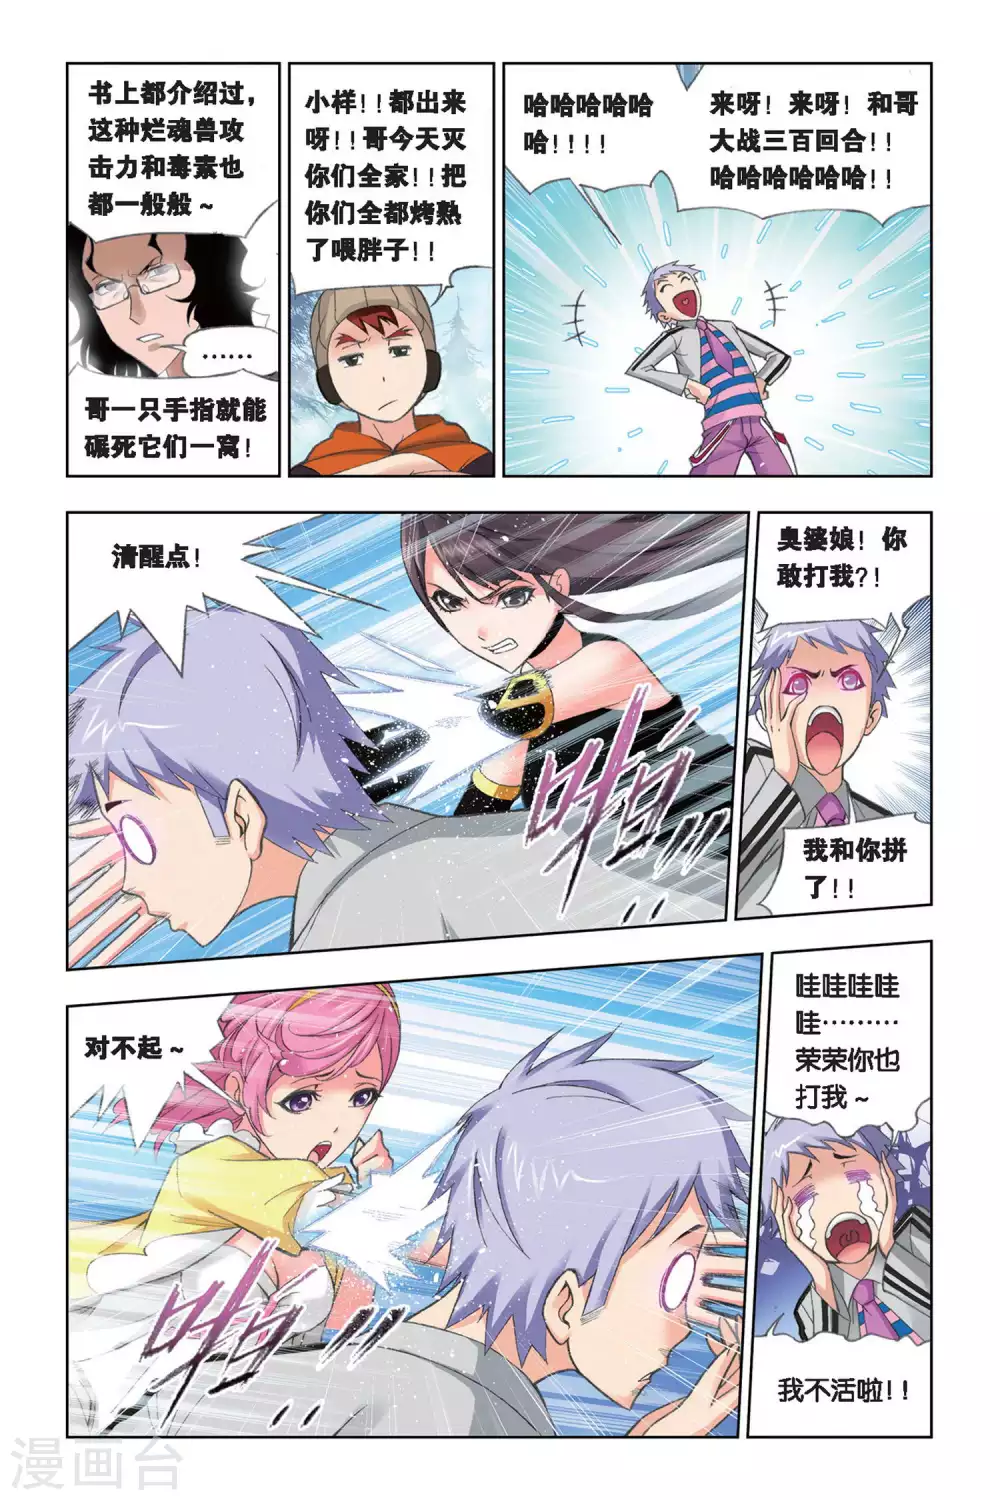 书上都介绍过，
这种烂魂兽攻
击力和毒素也
都一般般～
……
哥一只手指就能
碾死它们一窝！
小样！！都出来
呀！！哥今天灭
你们全家！！把
你们全都烤熟
了喂胖子！！
哈哈哈哈哈
哈！！！！
来呀！来呀！和哥
大战三百回合！！
哈哈哈哈哈哈！！
清醒点！
啪！！
臭婆娘！你
敢打我？！
我和你拼
了！！
对不起～
啪！！
哇哇哇哇
哇………
荣荣你也
打我～
我不活啦！！
漫画台